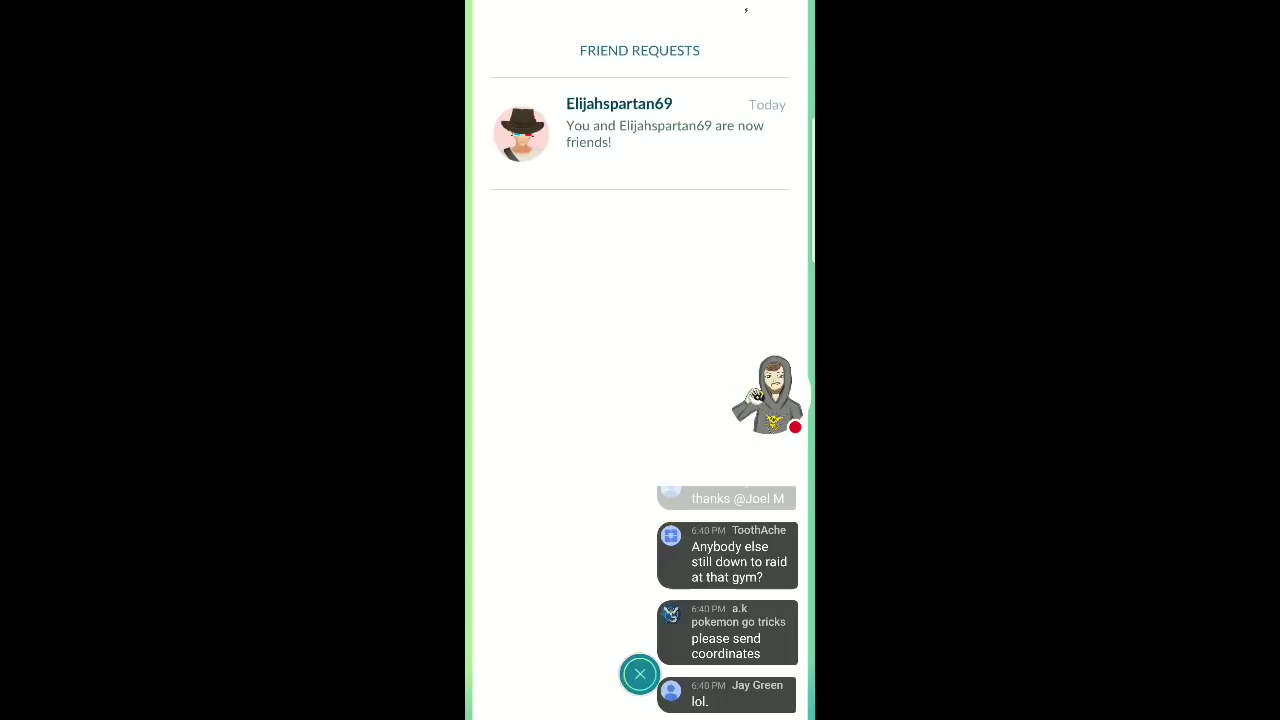 FRIEND REQUESTS
Elijahspartan69 Today
You and Elijahspartan69 are now
friends!
thanks @Joel M
6:40 PM ToothAche
Anybody else
still down to raid
at that gym?
6:40 PM a.k
pokemon go tricks
please send
coordinates
6:40 PM Jay Green
lol.